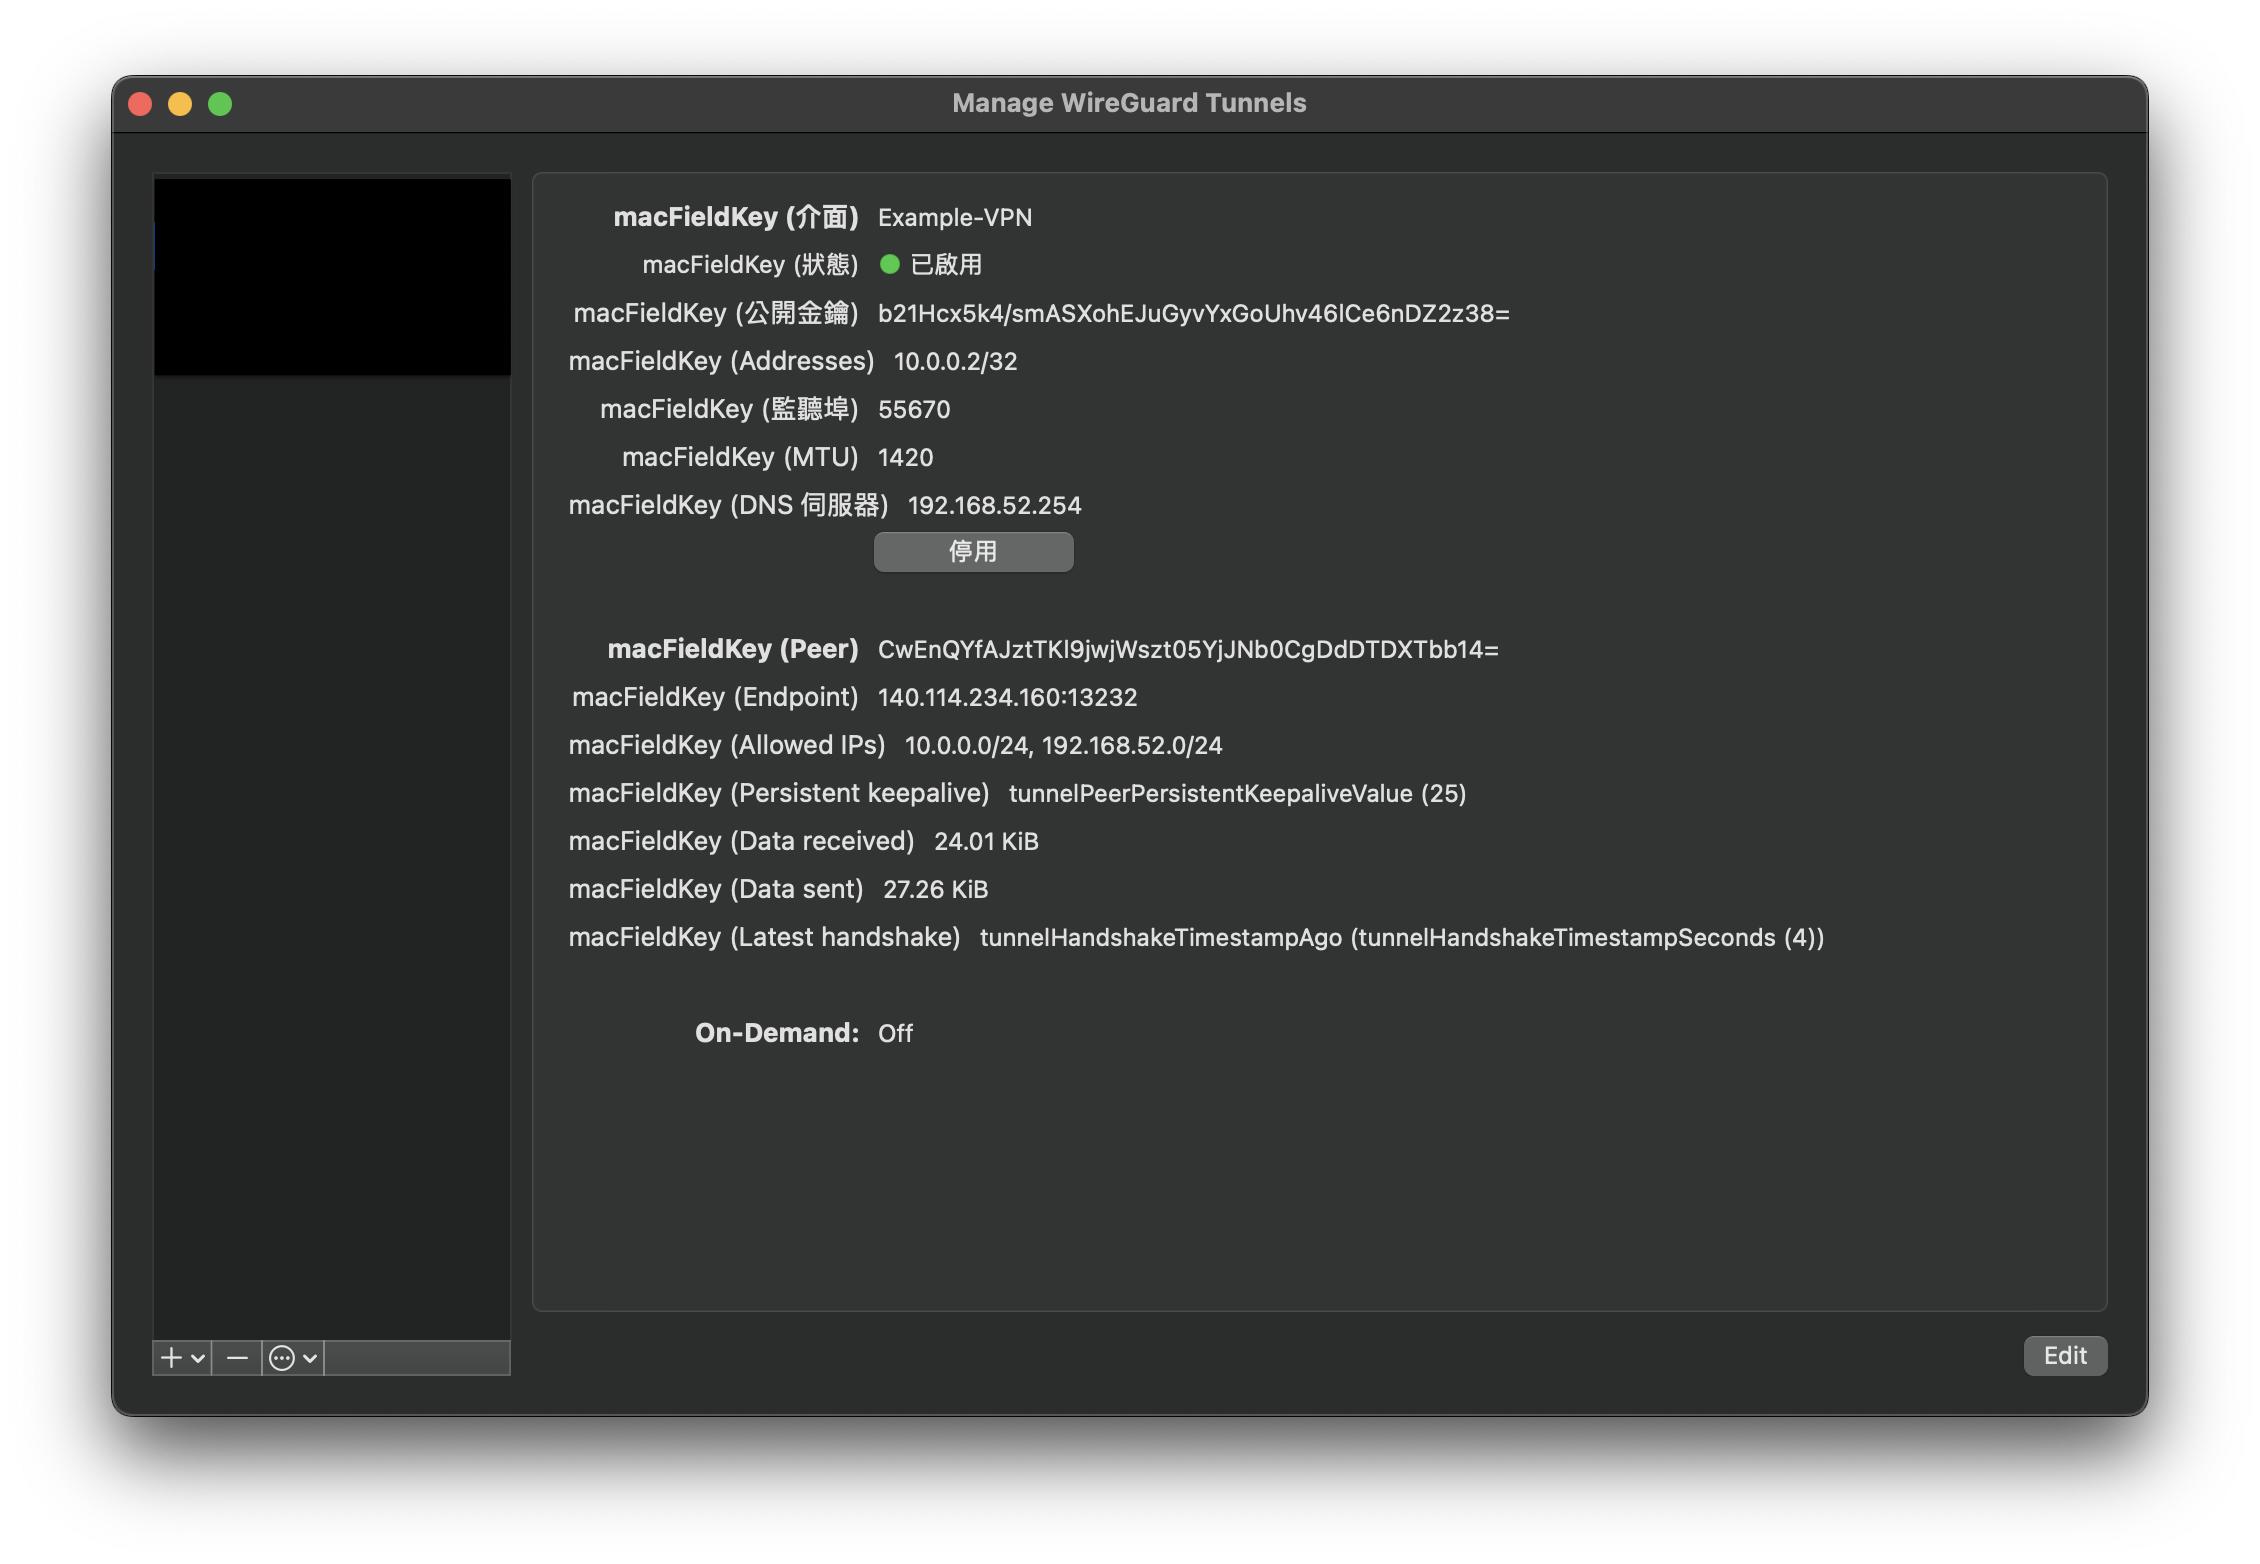 Manage WireGuard Tunnels
macFieldKey (介面) Example-VPN
macFieldKey (狀態) 已啟用
macFieldKey (公開金鑰) b21Hcx5k4/smASXohEJuGyvYxGoUhv46lCe6nDZ2z38=
macFieldKey (Addresses) 10.0.0.2/32
macFieldKey (監聽埠) 55670
macFieldKey (MTU) 1420
macFieldKey (DNS 伺服器) 192.168.52.254
停用
macFieldKey (Peer) CwEnQYfAJztTKl9jwjWszt05YjJNb0CgDdDTDXTbb14=
macFieldKey (Endpoint) 140.114.234.160:13232
macFieldKey (Allowed IPs) 10.0.0.0/24, 192.168.52.0/24
macFieldKey (Persistent keepalive) tunnelPeerPersistentKeepaliveValue (25)
macFieldKey (Data received) 24.01 KiB
macFieldKey (Data sent) 27.26 KiB
macFieldKey (Latest handshake) tunnelHandshakeTimestampAgo (tunnelHandshakeTimestampSeconds (4))
On-Demand: Off
Edit